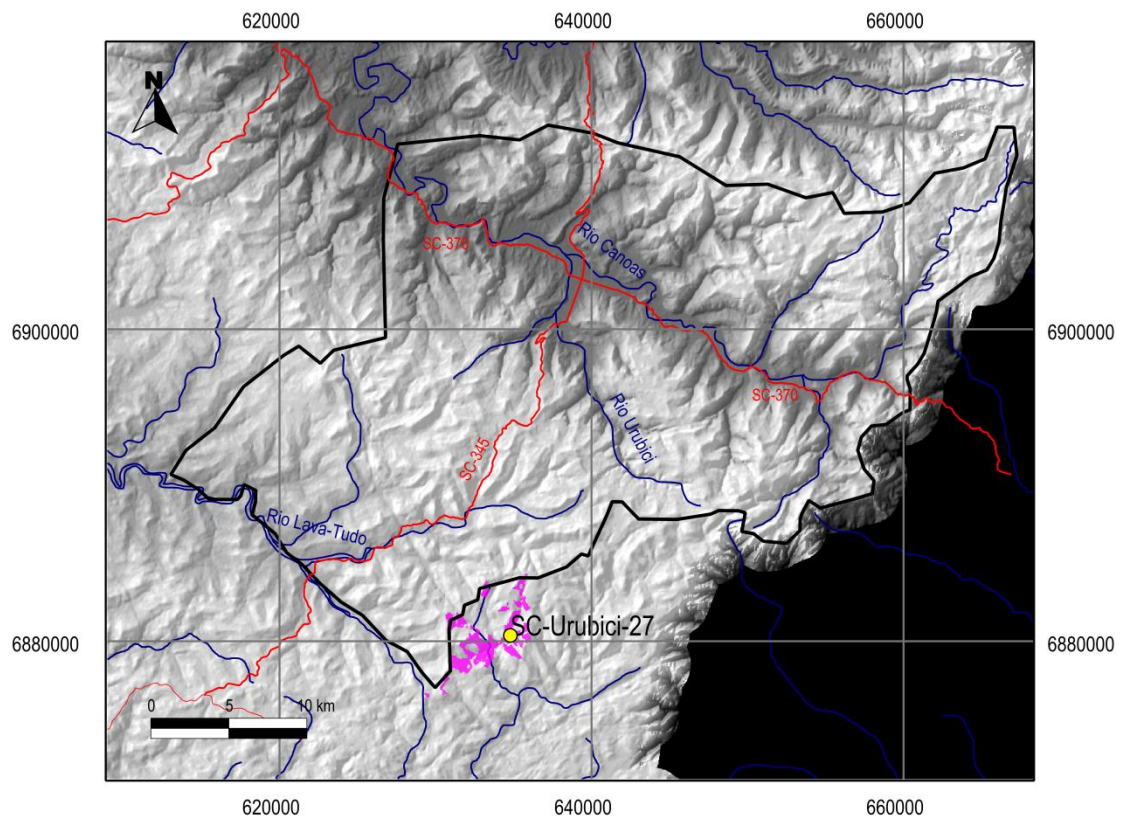 620000 640000 660000
N
Rio Canoas
SC-370
6900000 6900000
SC-370
Rio Urubici
SC-345
Rio Lava-Tudo
SC-Urubici-27
6880000 6880000
0 5 10 km
620000 640000 660000